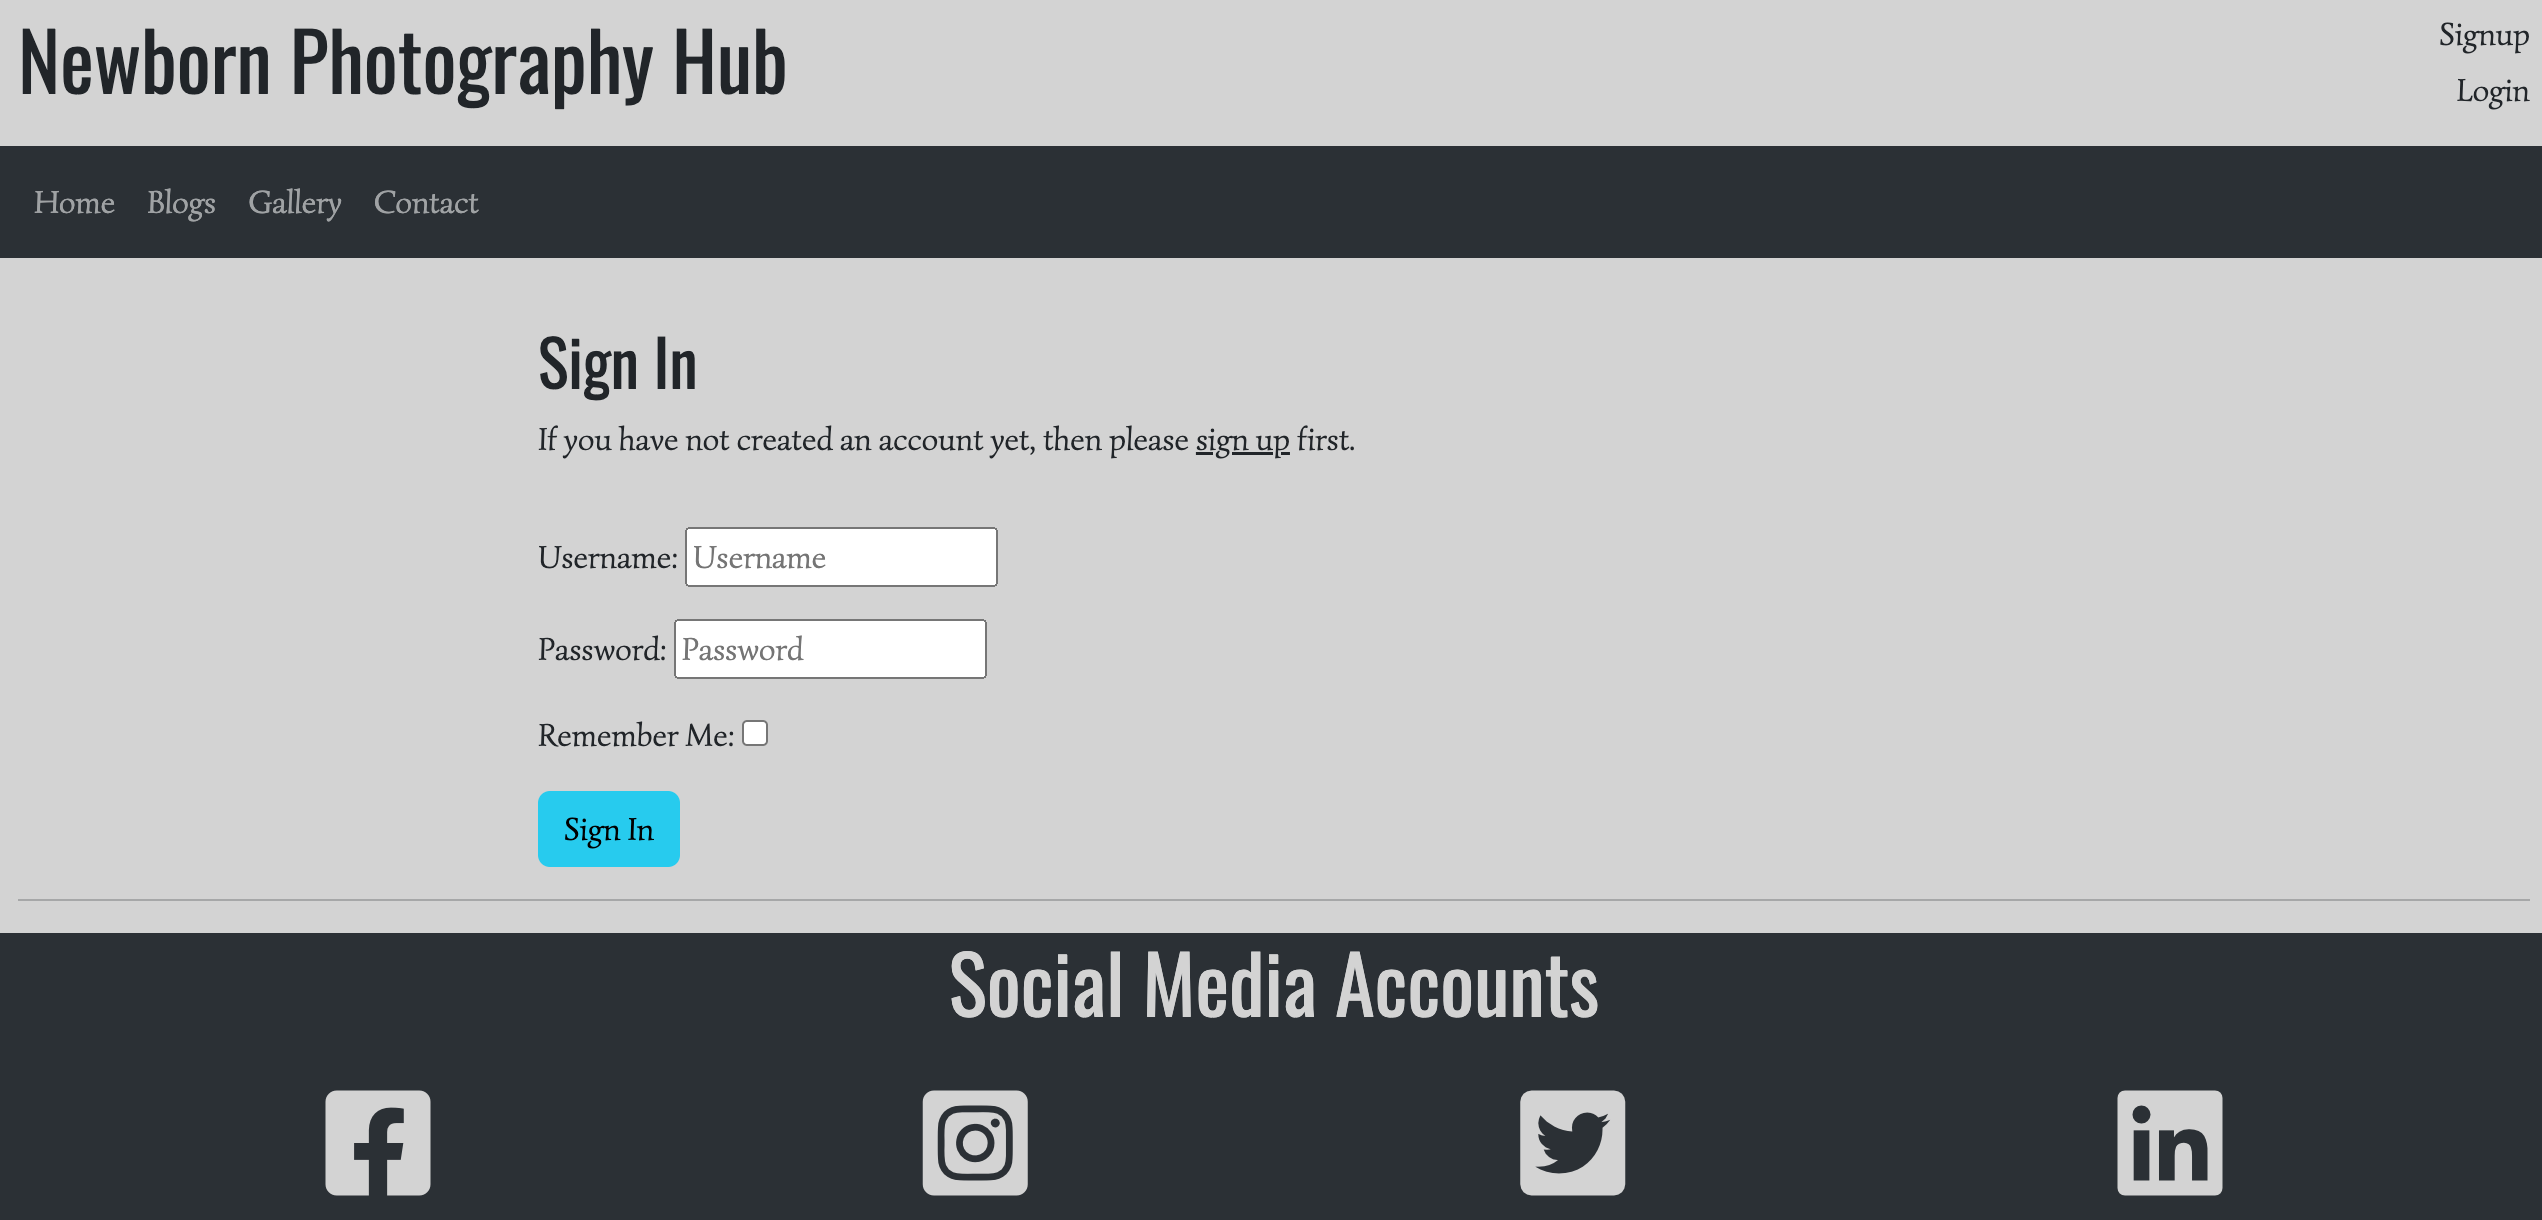 Newborn Photography Hub
Signup
Login
Home Blogs Gallery Contact
Sign In
If you have not created an account yet, then please sign up first.
Username: Username
Password: Password
Remember Me:
Sign In
Social Media Accounts